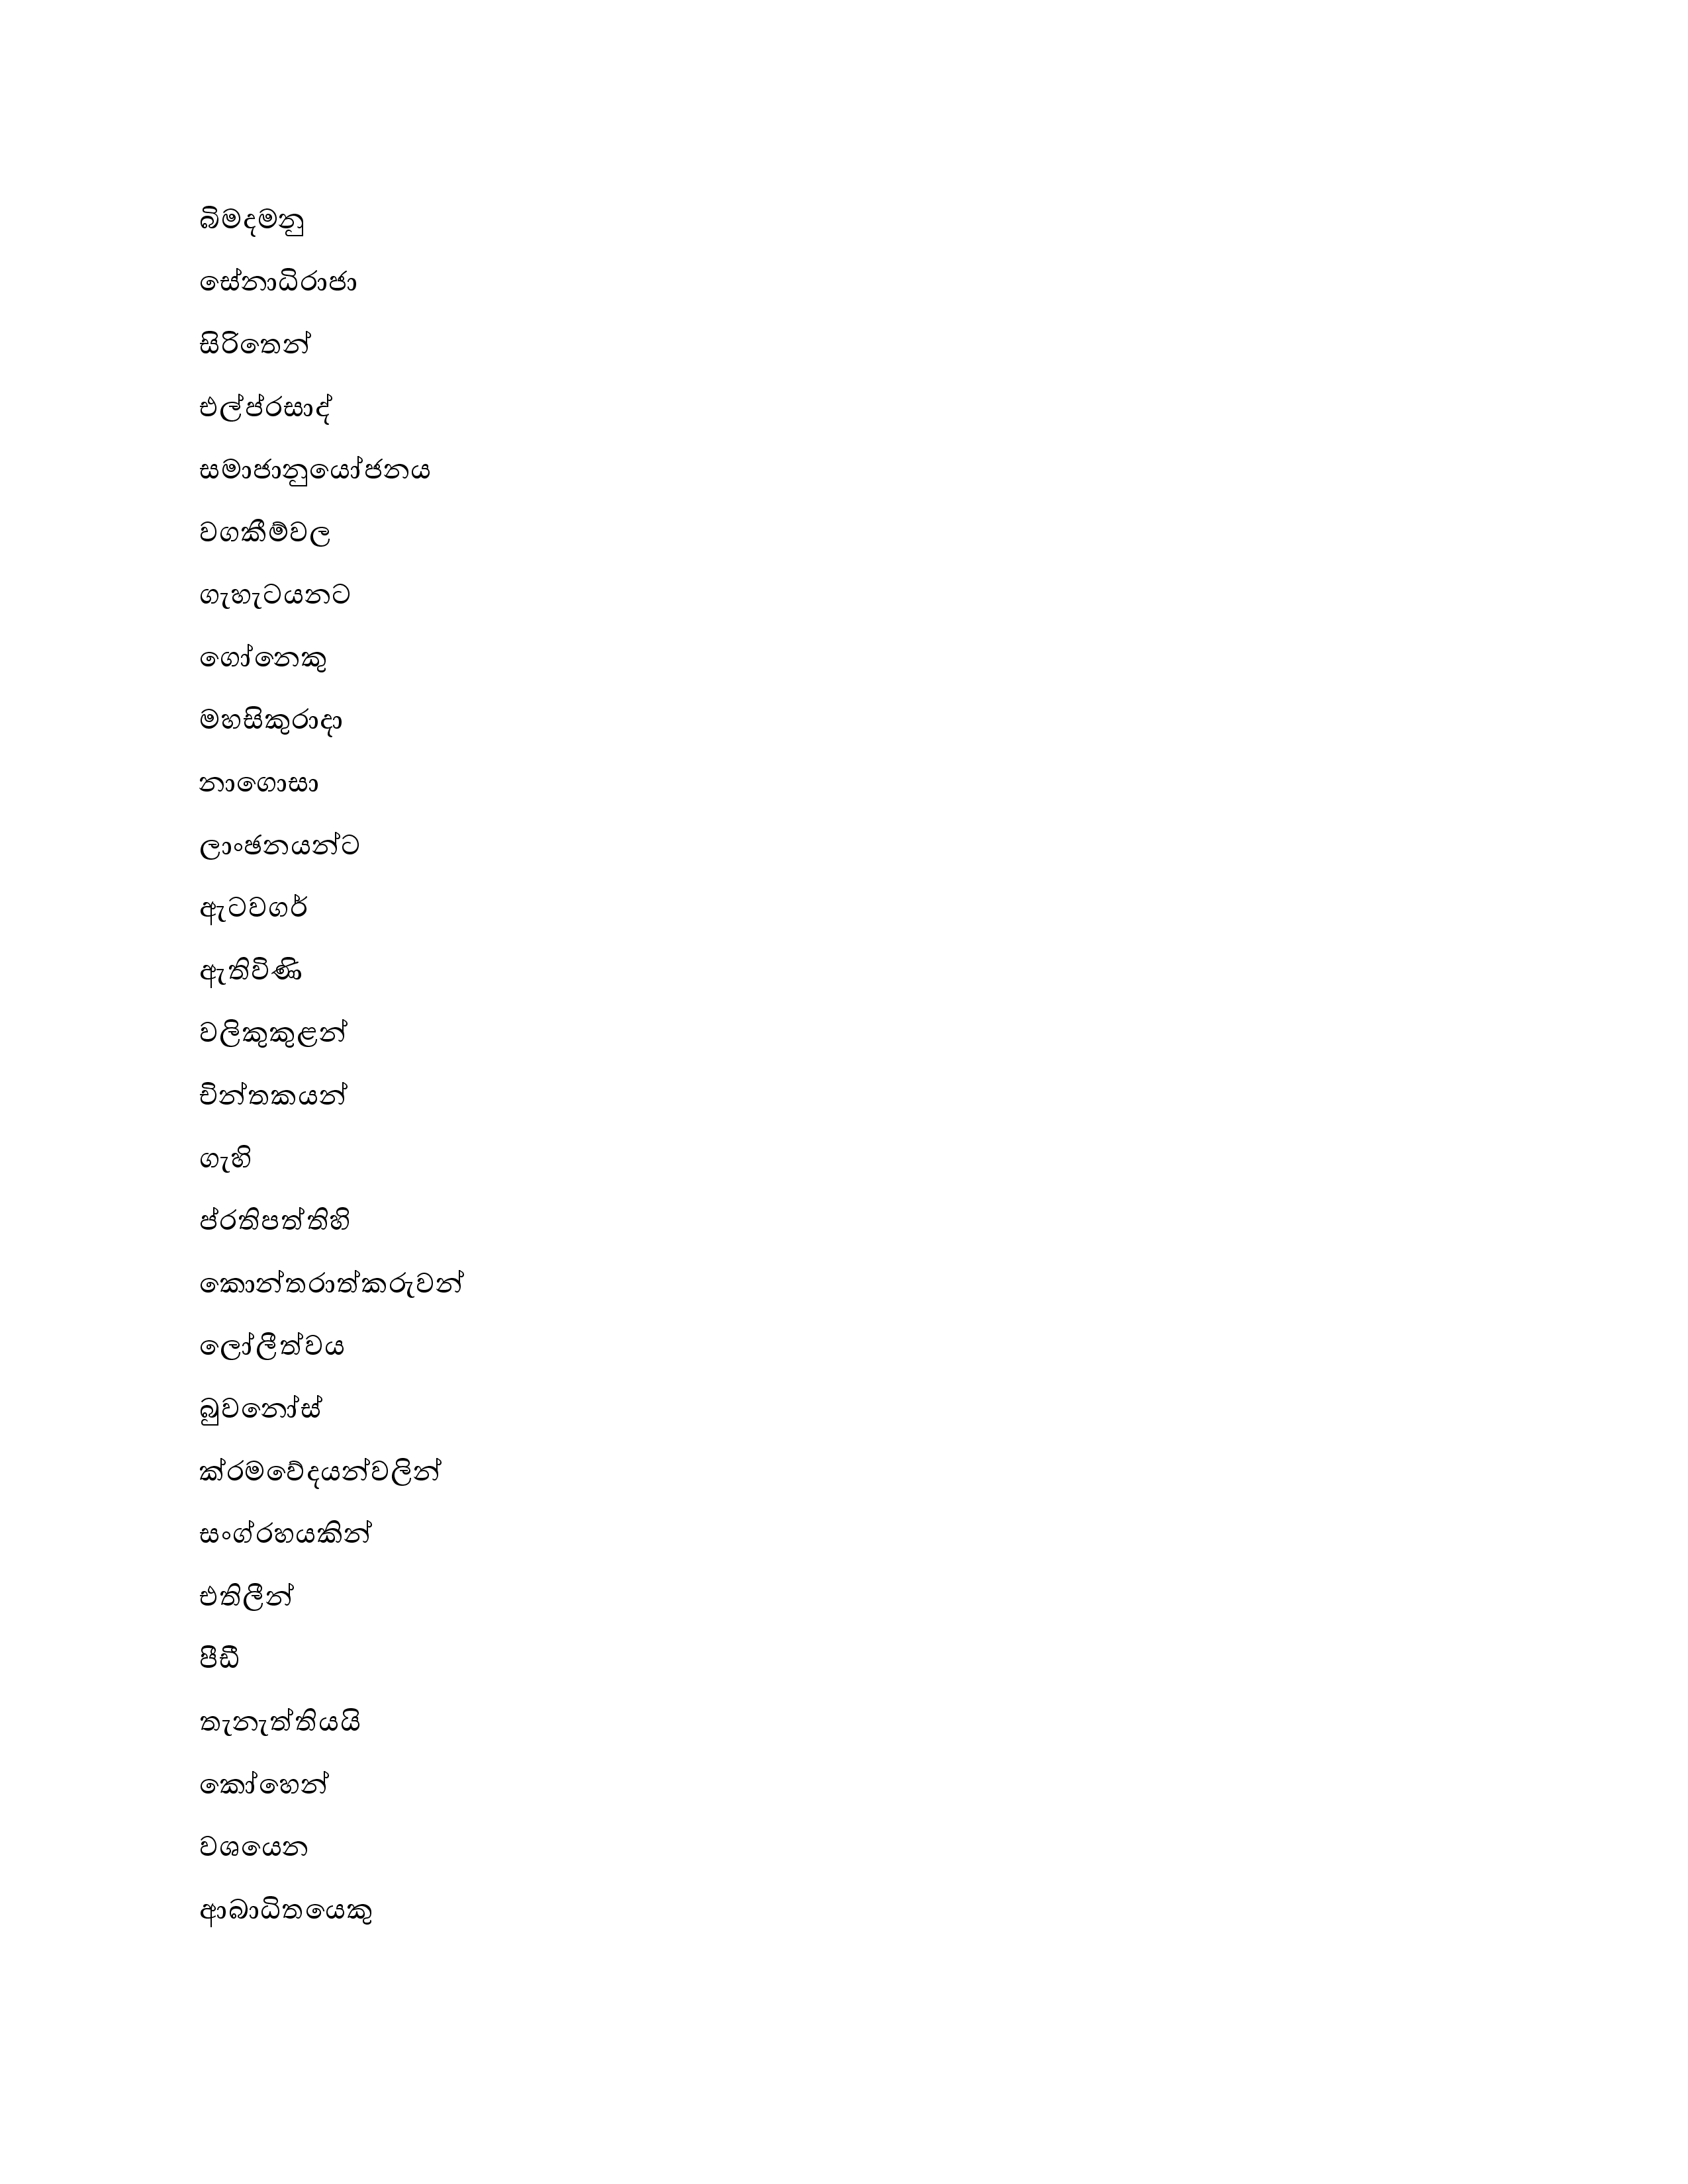 බිමදමනු
සේනාධිරාජා
සිරිතෙන්
එල්ප්රසාද්
සමාජානුයෝජනය
වගකීම්වල
ගැහැටයනට
ගෝනෙකු
මහසිකුරාදා
නාගොසා
ලාංඡනයන්ට
ඇටවගර්
ඇතිවිණි
වලිකුකුළන්
චින්තකයන්
ගැහි
ප්රතිපත්තිහි
කොන්තරාත්කරුවන්
ලෝලීත්වය
බුවනෝස්
ක්රමවේදයන්වලින්
සංග්රහයකින්
එතිලීන්
පීඩී
තැනැත්තියයි
කෝහෙන්
වශයෙන
ආබාධිතයෙකු